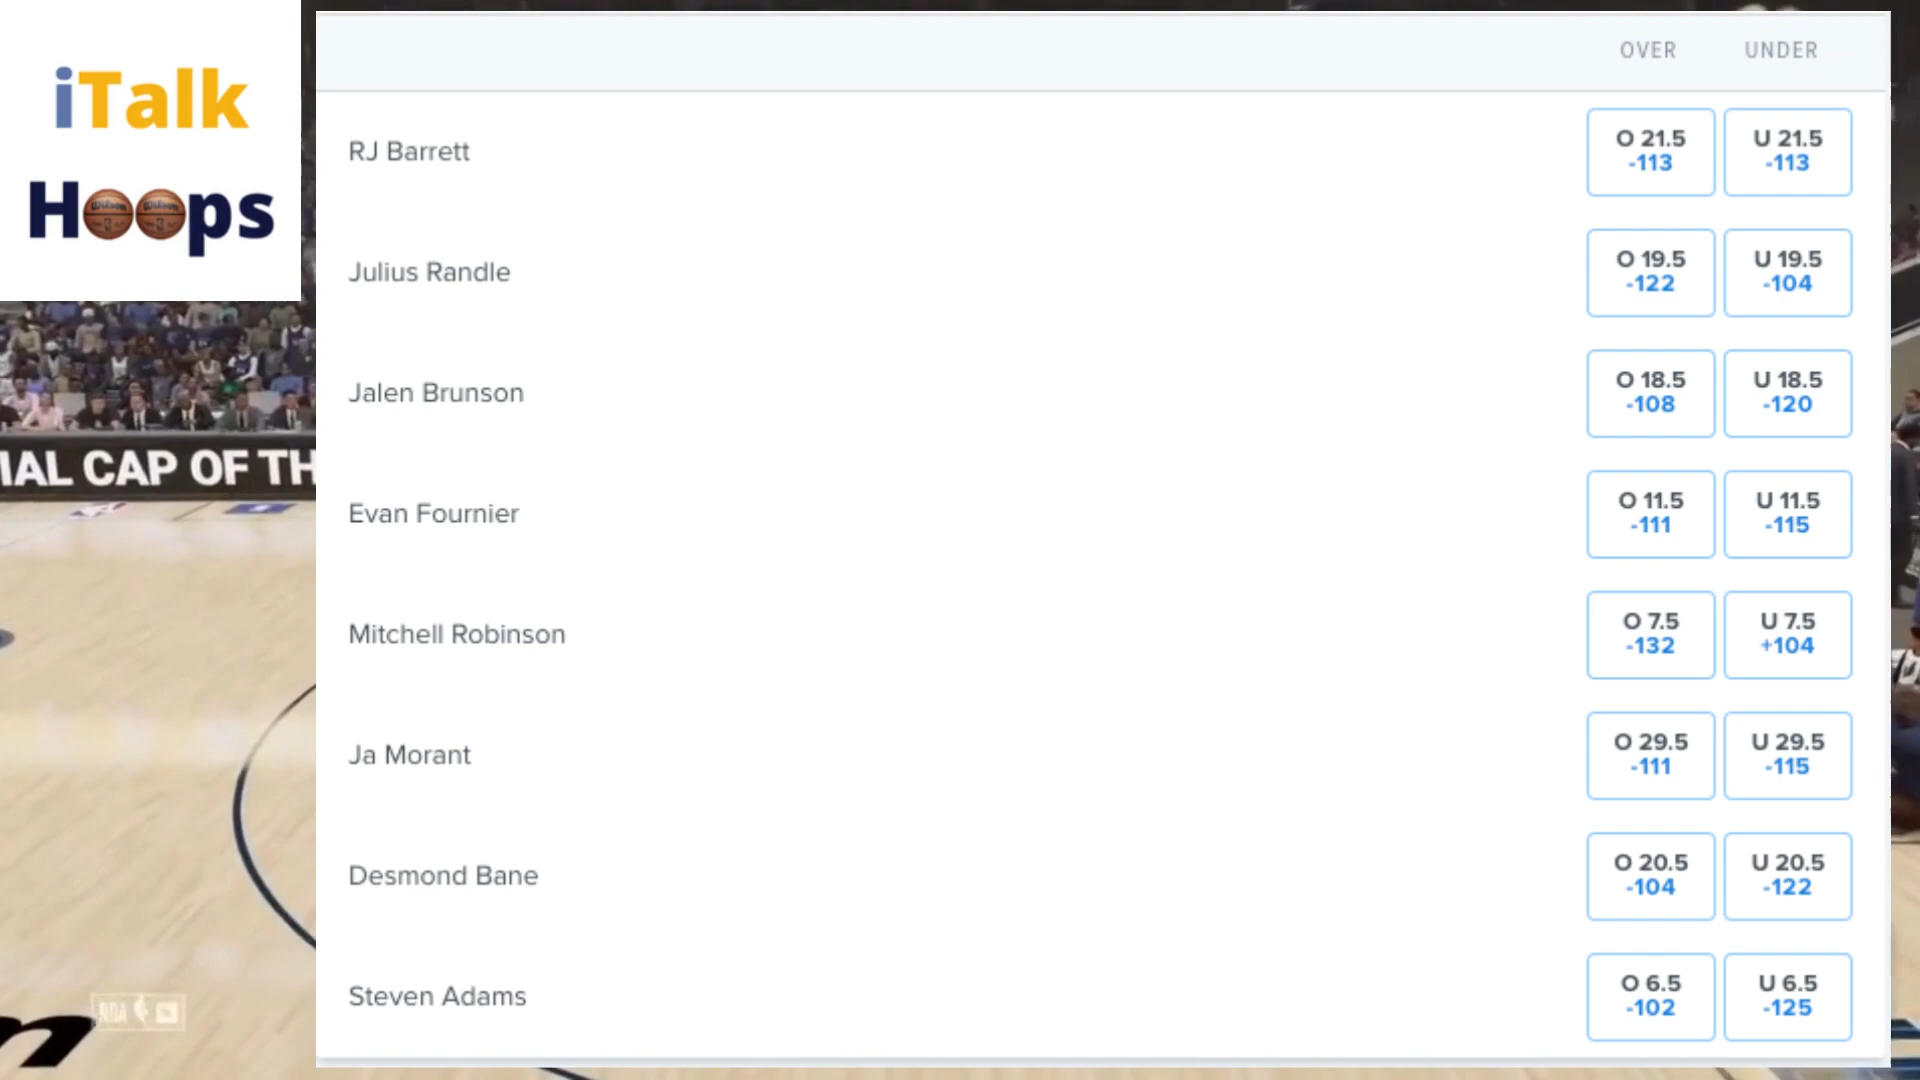 iTalk
Hoops
OVER UNDER
RJ Barrett
O 21.5 U 21.5
-113 -113
Julius Randle
O 19.5 U 19.5
-122 -104
Jalen Brunson
O 18.5 U 18.5
-108 -120
Evan Fournier
O 11.5 U 11.5
-111 -115
Mitchell Robinson
O 7.5 U 7.5
-132 +104
Ja Morant
O 29.5 U 29.5
-111 -115
Desmond Bane
O 20.5 U 20.5
-104 -122
Steven Adams
O 6.5 U 6.5
-102 -125
IAL CAP OF TH
NBA
n